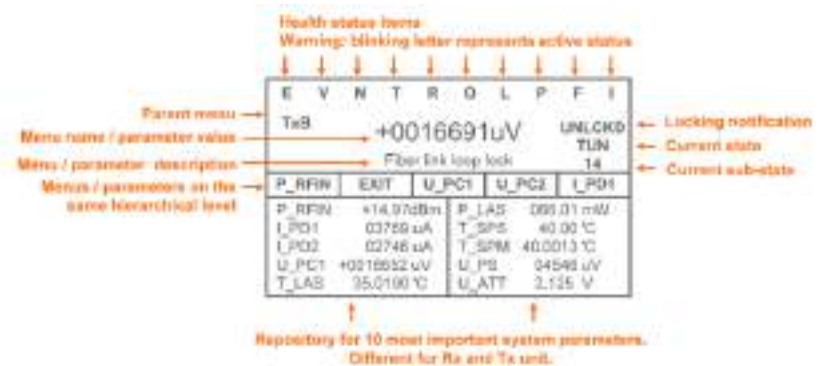 Health status items
Warning: blinking letter represents active status
E V N T R O L P F I
Parent menu
TxB
Locking notification
UNLCKD
Menu name / parameter value
+0016691uV
Current state
TUN
Menu / parameter description
Fiber link loop lock
Current sub-state
14
Menus / parameters on the
same hierarchical level
P_RFIN EXIT U_PC1 U_PC2 I_PD1
P_RFIN +14.97dBm P_LAS 066.01 mW
I_PD1 03769 uA T_SPS 40.00 °C
I_PD2 02746 uA T_SPM 40.0013 °C
U_PC1 +0016652 uV U_PS 04546 uV
T_LAS 35.0190 °C U_ATT 3.125 V
Repository for 10 most important system parameters.
Different for Rx and Tx unit.